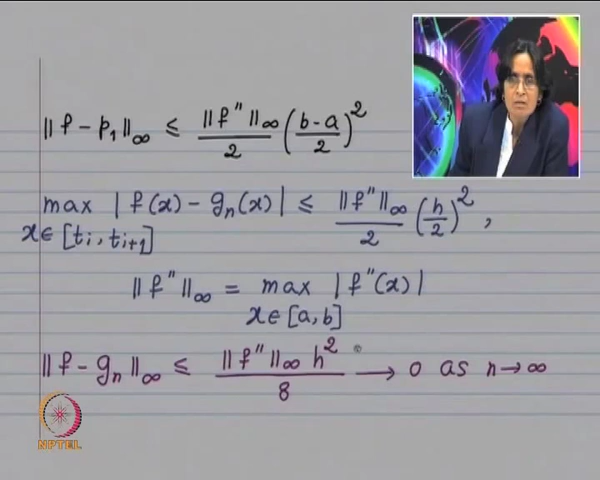 ‖f - p₁‖∞ ≤ ‖f''‖∞/2 ((b-a)/2)²
max | f(x) - gₙ(x) | ≤ ‖f''‖∞/2 (h/2)² ,
x∈[tᵢ, tᵢ₊₁]
‖f''‖∞ = max | f''(x) |
x∈[a,b]
‖f - gₙ‖∞ ≤ ‖f''‖∞ h²/8 → 0 as n→∞
NPTEL